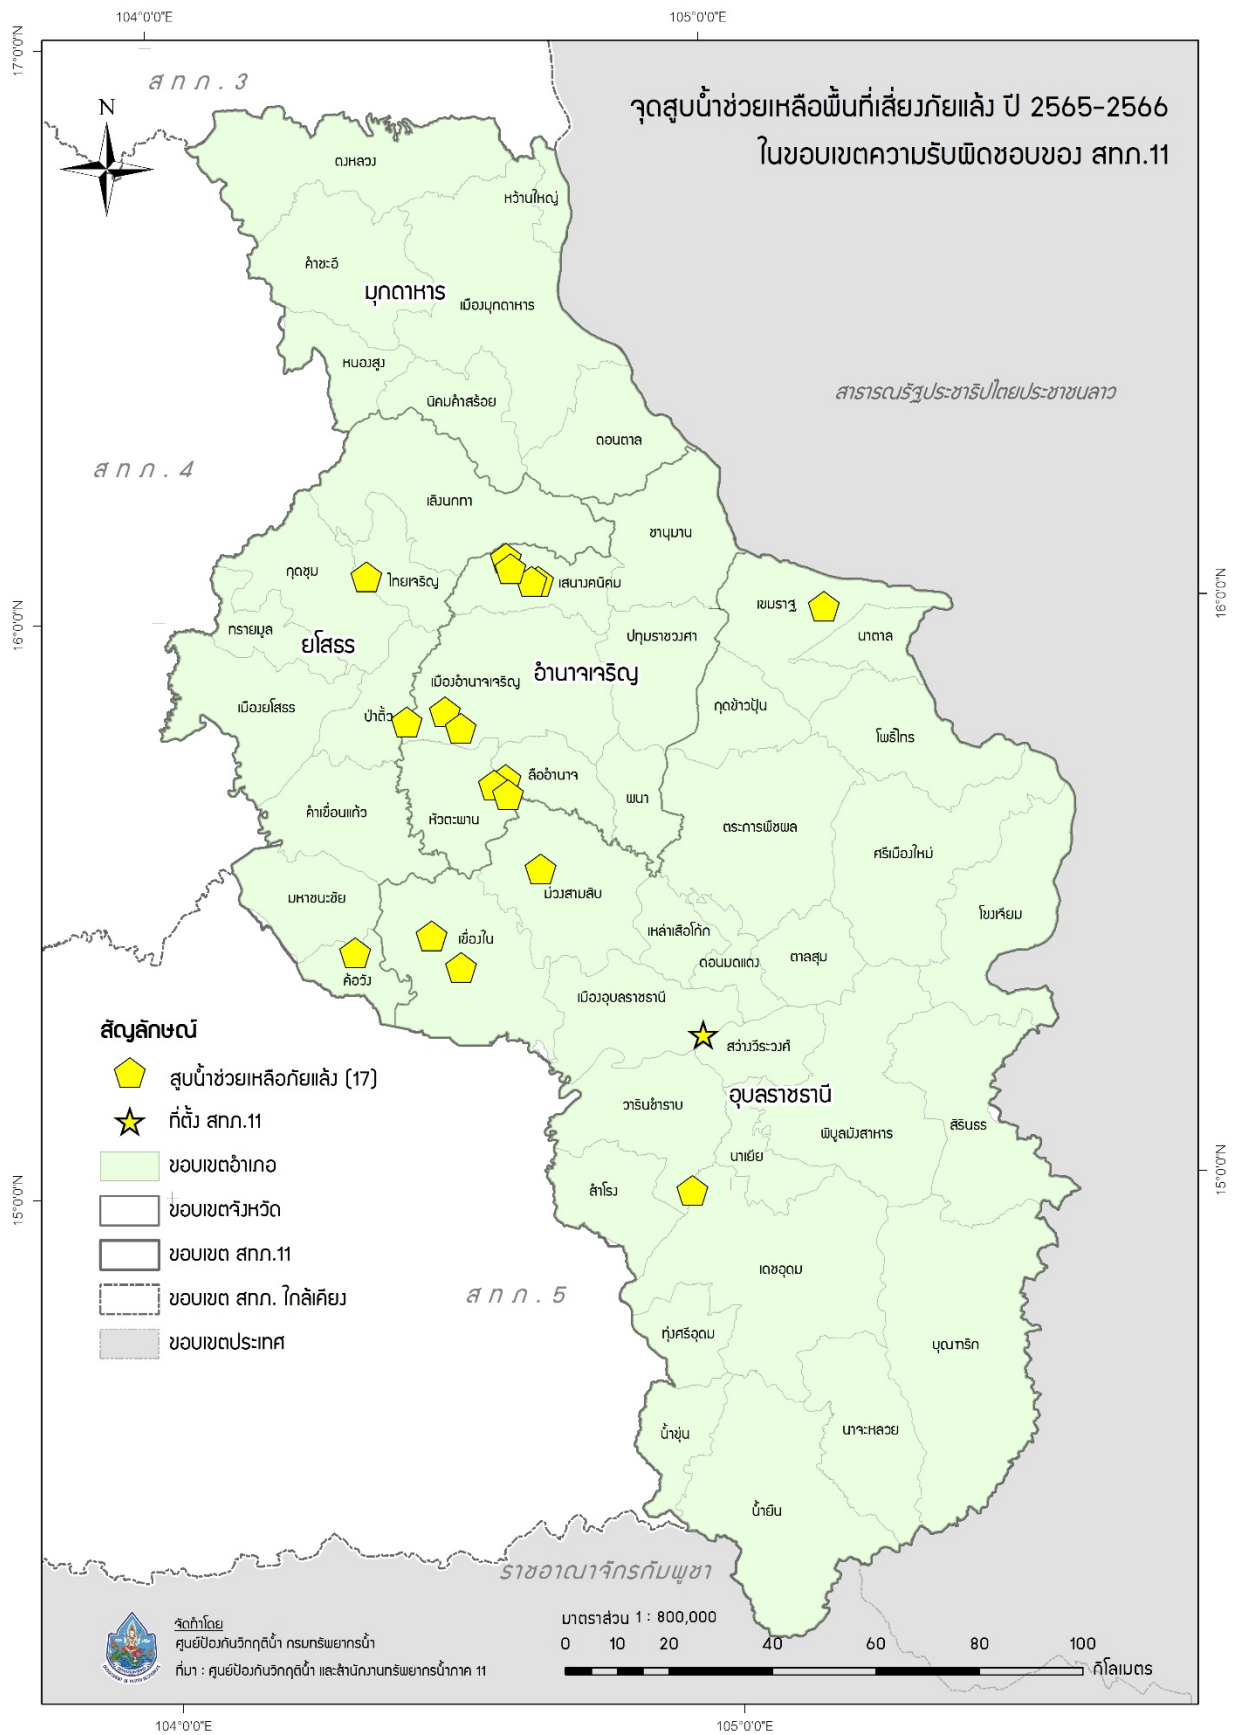 104°0'0"E
105°0'0"E
17°0'0"N
สทภ.3
N
จุดสูบน้ำช่วยเหลือพื้นที่เสี่ยงภัยแล้ง ปี 2565-2566
ในขอบเขตความรับผิดชอบของ สทภ.11
ดงหลวง
หว้านใหญ่
คำชะอี
มุกดาหาร
เมืองมุกดาหาร
หนองสูง
นิคมคำสร้อย
สาธารณรัฐประชาธิปไตยประชาชนลาว
ดอนตาล
สทภ.4
เลิงนกทา
ชานุมาน
กุดชุม
ไทยเจริญ
เสนางคนิคม
เขมราฐ
16°0'0"N
16°0'0"N
นาตาล
ทรายมูล
ยโสธร
ปทุมราชวงศา
เมืองอำนาจเจริญ
อำนาจเจริญ
เมืองยโสธร
ป่าติ้ว
กุดข้าวปุ้น
โพธิ์ไทร
ลืออำนาจ
พนา
คำเขื่อนแก้ว
หัวตะพาน
ตระการพืชผล
ศรีเมืองใหม่
มหาชนะชัย
ม่วงสามสิบ
โขงเจียม
เขื่องใน
เหล่าเสือโก้ก
ดอนมดแดง
ตาลสุม
ค้อวัง
เมืองอุบลราชธานี
สว่างวีระวงศ์
อุบลราชธานี
วารินชำราบ
พิบูลมังสาหาร
สิรินธร
นาเยีย
สำโรง
15°0'0"N
15°0'0"N
เดชอุดม
สทภ.5
ทุ่งศรีอุดม
บุณฑริก
น้ำขุ่น
นาจะหลวย
น้ำยืน
ราชอาณาจักรกัมพูชา
สัญลักษณ์
สูบน้ำช่วยเหลือภัยแล้ง (17)
ที่ตั้ง สทภ.11
ขอบเขตอำเภอ
ขอบเขตจังหวัด
ขอบเขต สทภ.11
ขอบเขต สทภ. ใกล้เคียง
ขอบเขตประเทศ
จัดทำโดย
ศูนย์ป้องกันวิกฤติน้ำ กรมทรัพยากรน้ำ
ที่มา : ศูนย์ป้องกันวิกฤติน้ำ และสำนักงานทรัพยากรน้ำภาค 11
มาตราส่วน 1 : 800,000
0 10 20 40 60 80 100
กิโลเมตร
104°0'0"E
105°0'0"E